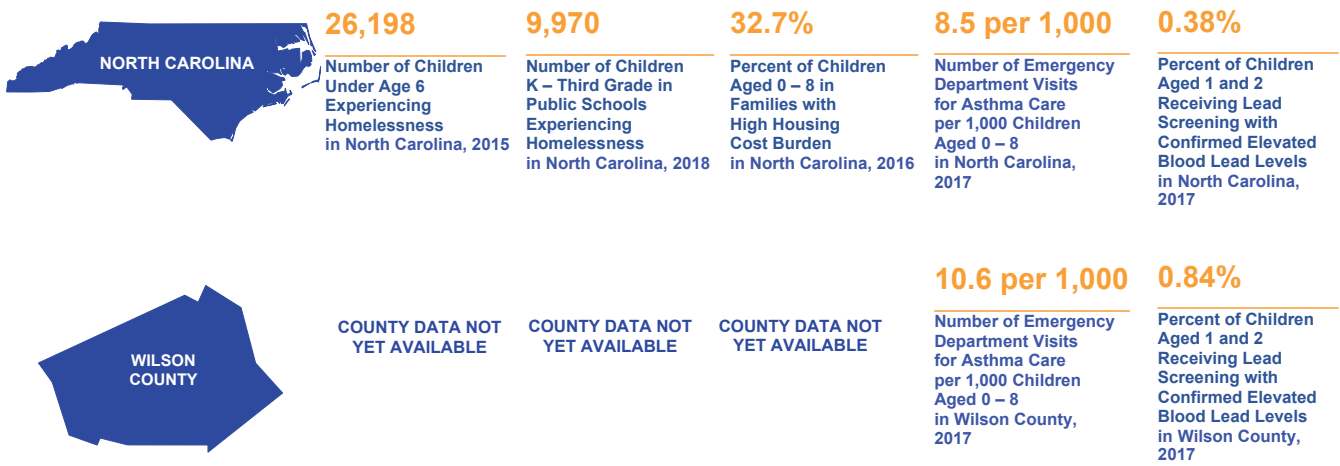 NORTH CAROLINA
26,198
Number of Children
Under Age 6
Experiencing
Homelessness
in North Carolina, 2015
9,970
Number of Children
K – Third Grade in
Public Schools
Experiencing
Homelessness
in North Carolina, 2018
32.7%
Percent of Children
Aged 0 – 8 in
Families with
High Housing
Cost Burden
in North Carolina, 2016
8.5 per 1,000
Number of Emergency
Department Visits
for Asthma Care
per 1,000 Children
Aged 0 – 8
in North Carolina,
2017
0.38%
Percent of Children
Aged 1 and 2
Receiving Lead
Screening with
Confirmed Elevated
Blood Lead Levels
in North Carolina,
2017
WILSON
COUNTY
COUNTY DATA NOT
YET AVAILABLE
COUNTY DATA NOT
YET AVAILABLE
COUNTY DATA NOT
YET AVAILABLE
10.6 per 1,000
Number of Emergency
Department Visits
for Asthma Care
per 1,000 Children
Aged 0 – 8
in Wilson County,
2017
0.84%
Percent of Children
Aged 1 and 2
Receiving Lead
Screening with
Confirmed Elevated
Blood Lead Levels
in Wilson County,
2017